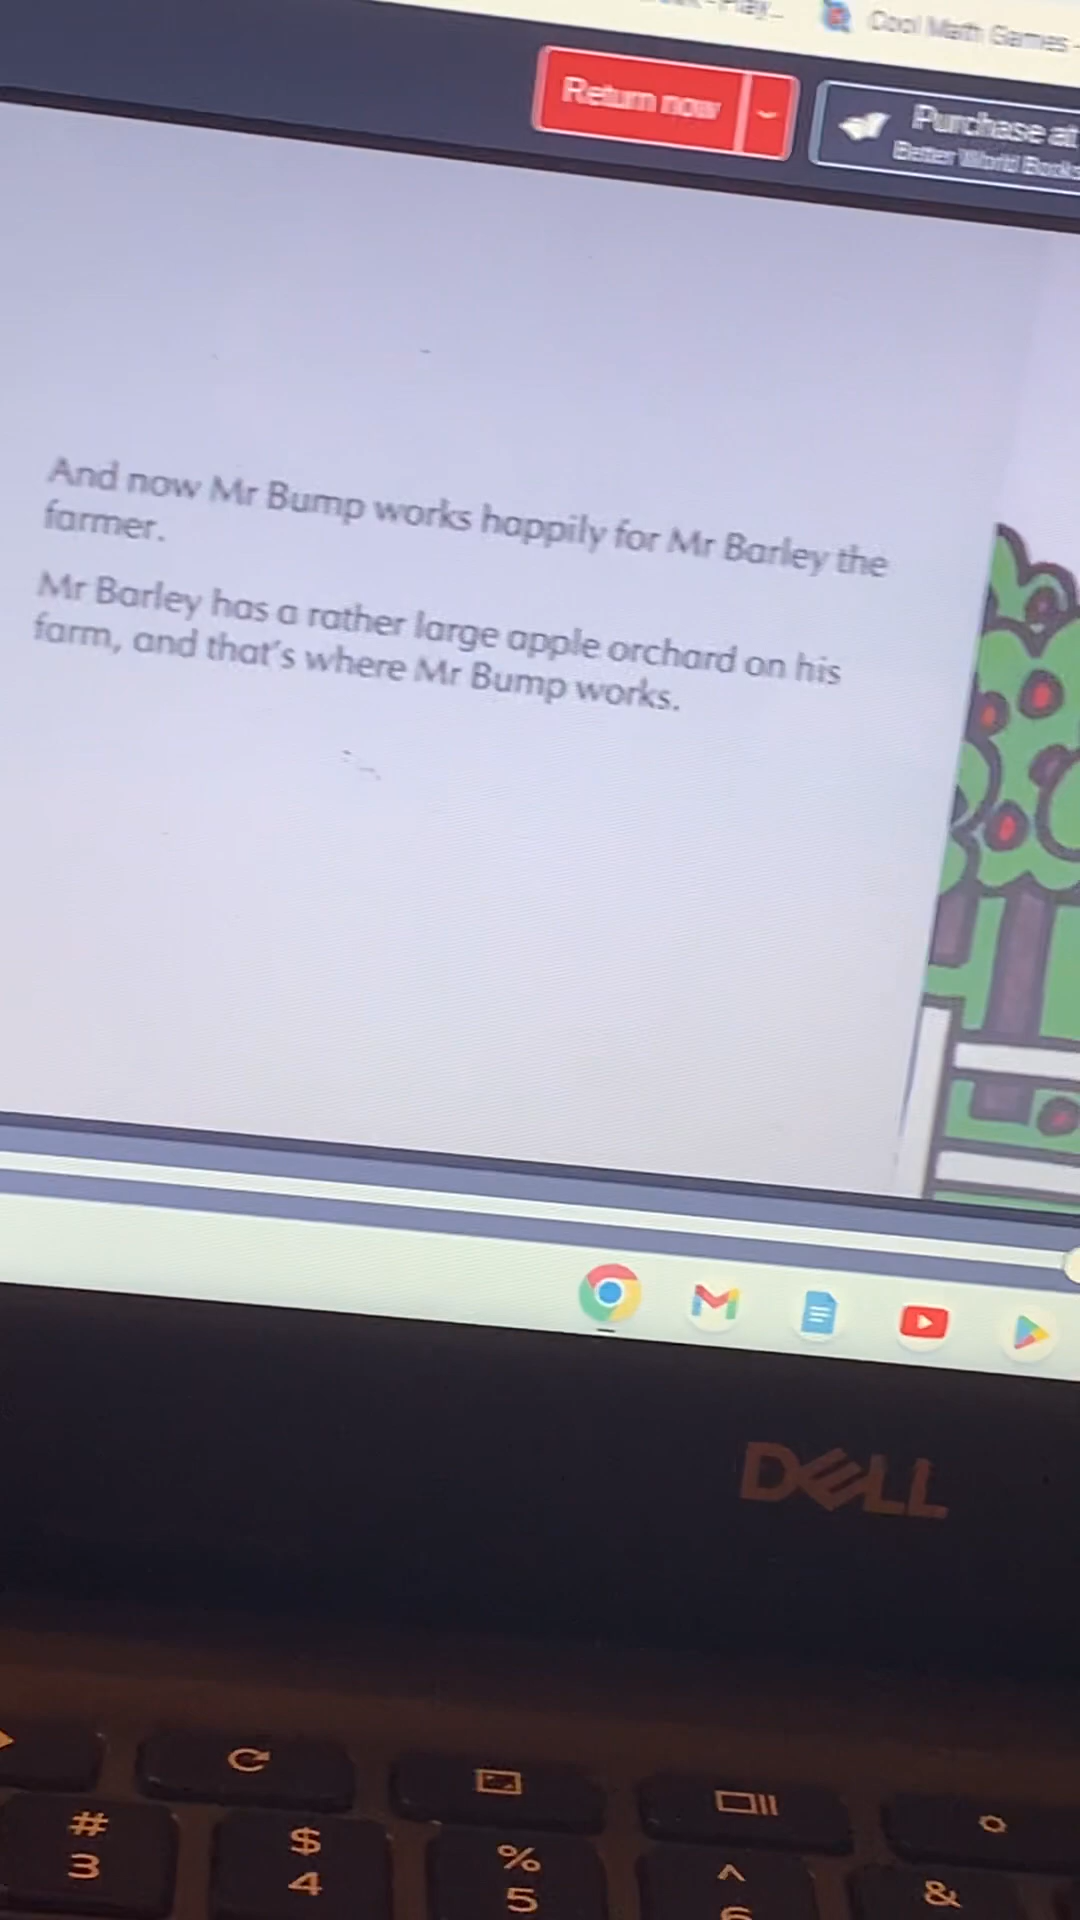 Cool Math Games -
Return now
Purchase at
Better World Books
And now Mr Bump works happily for Mr Barley the
farmer.
Mr Barley has a rather large apple orchard on his
farm, and that's where Mr Bump works.
DELL
# $ % ^ &
3 4 5 6